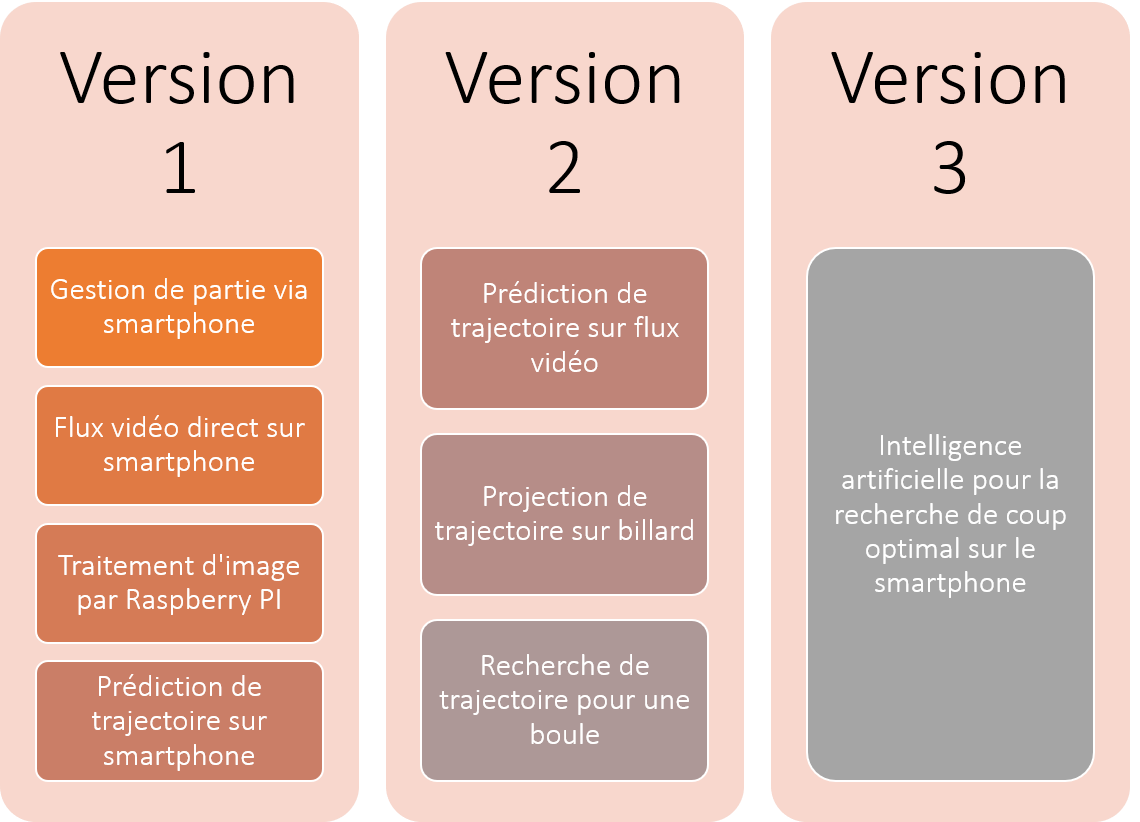 Version
1
Gestion de partie via
smartphone
Flux vidéo direct sur
smartphone
Traitement d'image
par Raspberry PI
Prédiction de
trajectoire sur
smartphone
Version
2
Prédiction de
trajectoire sur flux
vidéo
Projection de
trajectoire sur billard
Recherche de
trajectoire pour une
boule
Version
3
Intelligence
artificielle pour la
recherche de coup
optimal sur le
smartphone